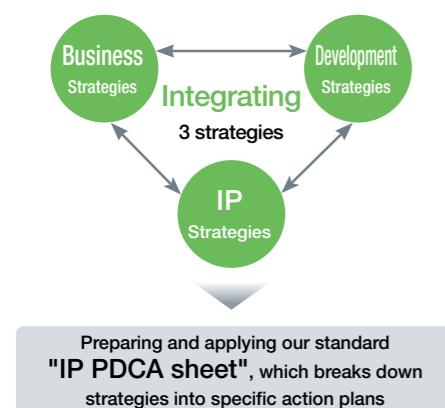 Business
Strategies
Development
Strategies
Integrating
3 strategies
IP
Strategies
Preparing and applying our standard
"IP PDCA sheet", which breaks down
strategies into specific action plans